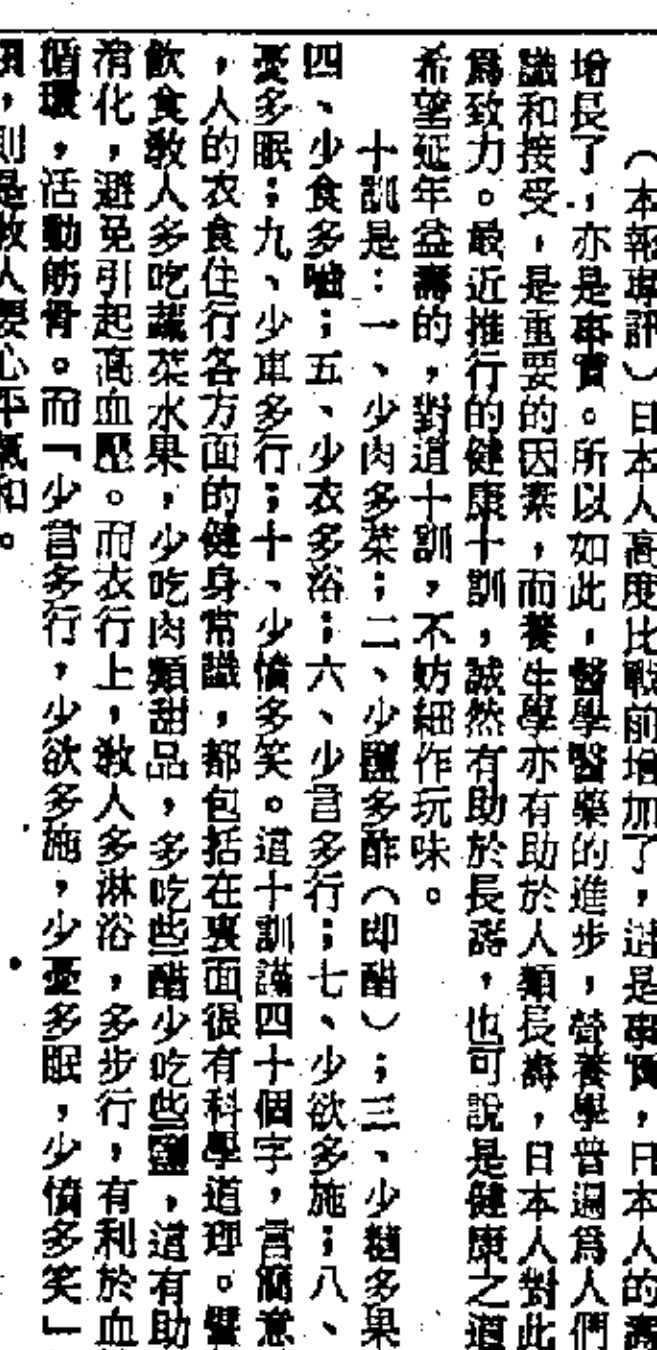 （本報專訊）日本人高度比戰前增加了，這是事實，日本人的壽
增長了，亦是事實。所以如此，醫學醫藥的進步，營養學普遍爲人們
識和接受，是重要的因素，而養生學亦有助於人類長壽，日本人對此
爲致力。最近推行的健康十訓，誠然有助於長壽，也可說是健康之道
希望延年益壽的，對這十訓，不妨細作玩味。
十訓是：一、少肉多菜；二、少鹽多酢（即醋）；三、少糖多果
四、少食多嚙；五、少衣多浴；六、少言多行；七、少欲多施；八、
憂多眠；九、少車多行；十、少憤多笑。這十訓謹四十個字，言簡意
，人的衣食住行各方面的健身常識，都包括在裏面很有科學道理。譬
飲食教人多吃蔬菜水果，少吃肉類甜品，多吃些醋少吃些鹽，這有助
消化，避免引起高血壓。而衣行上，教人多淋浴，多步行，有利於血
循環，活動筋骨。而「少言多行，少欲多施，少憂多眠，少憤多笑」
，則是教人要心平氣和。